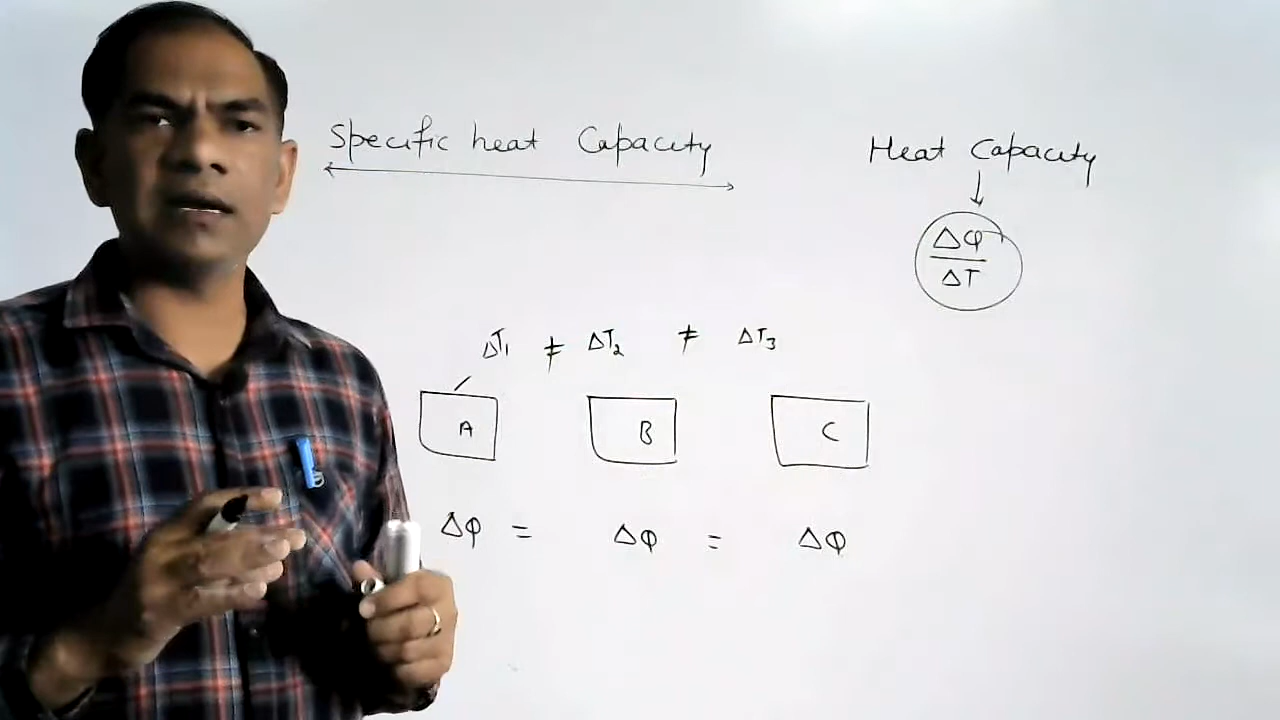 Specific heat Capacity
Heat Capacity
ΔQ
ΔT
ΔT1 ≠ ΔT2 ≠ ΔT3
A B C
ΔQ = ΔQ = ΔQ